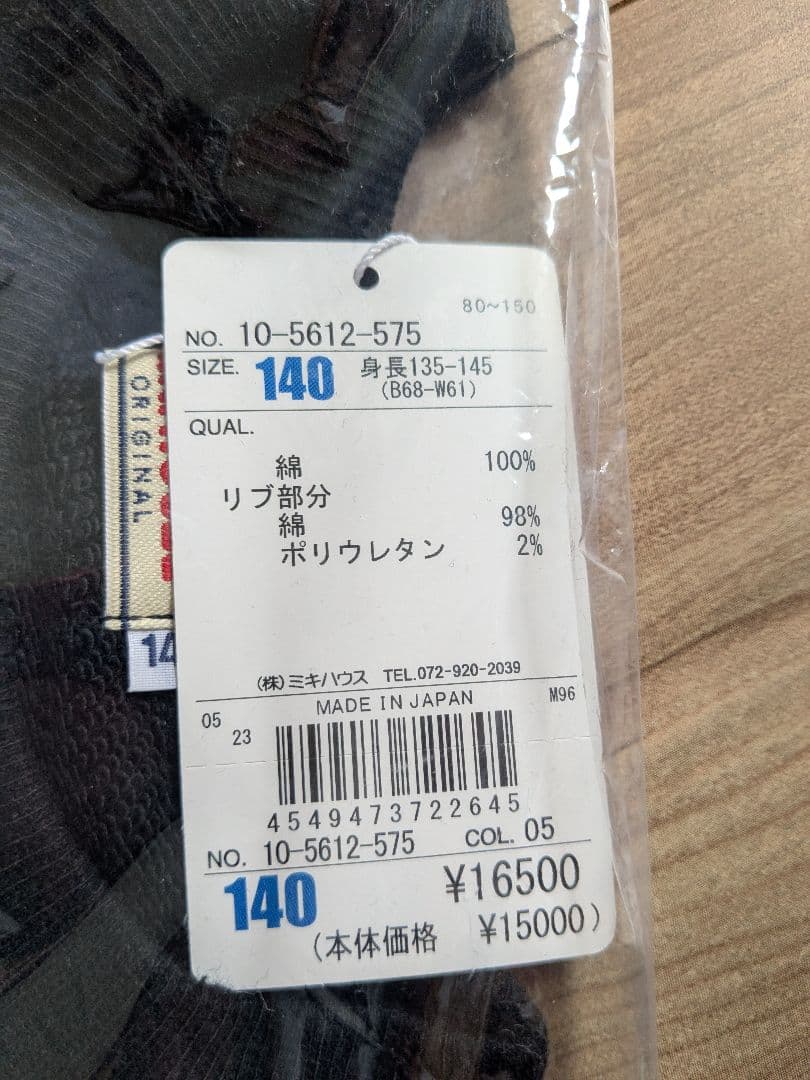 80~150
NO. 10-5612-575
SIZE. 140 身長135-145
(B68-W61)
QUAL.
綿 100%
リブ部分
綿 98%
ポリウレタン 2%
(株)ミキハウス TEL.072-920-2039
MADE IN JAPAN M96
05
23
4549473722645
NO. 10-5612-575 COL. 05
140 ¥16500
(本体価格 ¥15000)
ORIGINAL
14